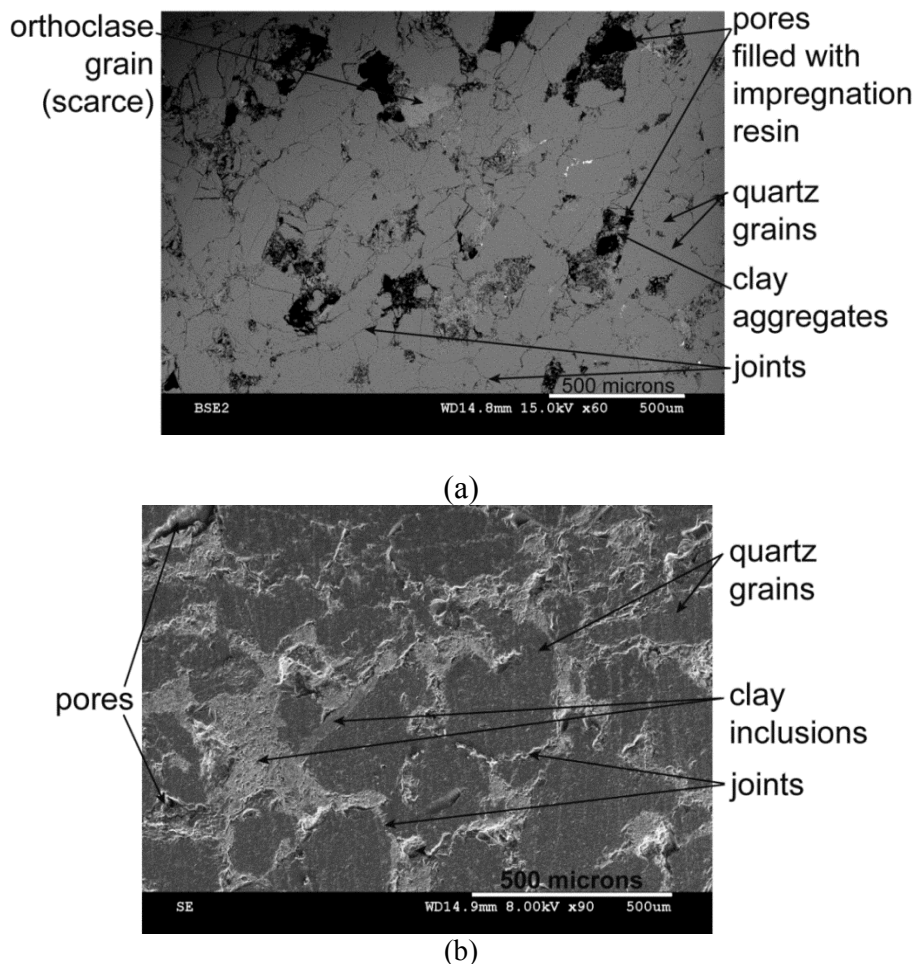 orthoclase
grain
(scarce)
pores
filled with
impregnation
resin
quartz
grains
clay
aggregates
joints
500 microns
BSE2
WD14.8mm 15.0kV x60
500um
(a)
quartz
grains
pores
clay
inclusions
joints
500 microns
SE
WD14.9mm 8.00kV x90
500um
(b)